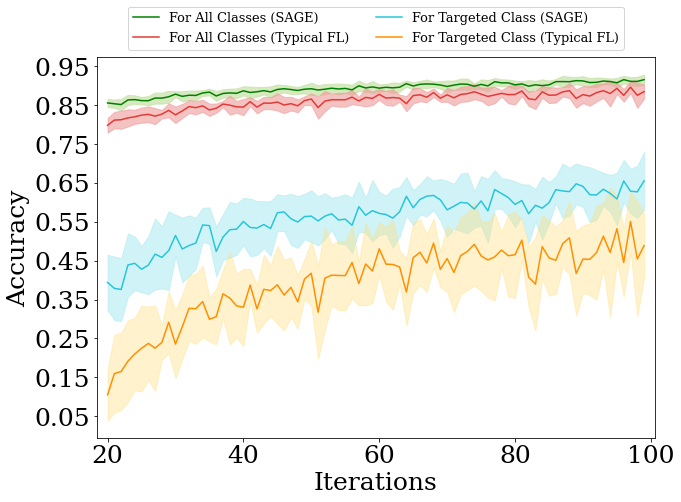 For All Classes (SAGE)
For All Classes (Typical FL)
For Targeted Class (SAGE)
For Targeted Class (Typical FL)
0.95
0.85
0.75
0.65
0.55
0.45
0.35
0.25
0.15
0.05
Accuracy
20 40 60 80 100
Iterations